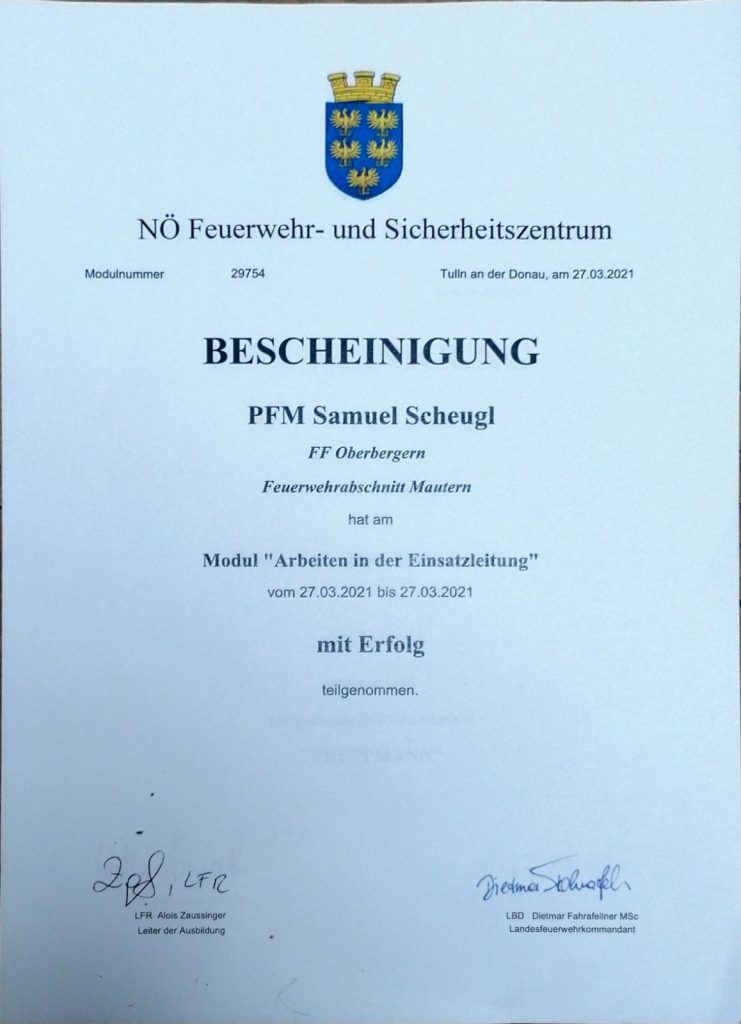 NÖ Feuerwehr- und Sicherheitszentrum
Modulnummer 29754 Tulln an der Donau, am 27.03.2021
BESCHEINIGUNG
PFM Samuel Scheugl
FF Oberbergern
Feuerwehrabschnitt Mautern
hat am
Modul "Arbeiten in der Einsatzleitung"
vom 27.03.2021 bis 27.03.2021
mit Erfolg
teilgenommen.
, LFR
Dietmar
LFR Alois Zaussinger
Leiter der Ausbildung
LBD Dietmar Fahrafellner MSc
Landesfeuerwehrkommandant